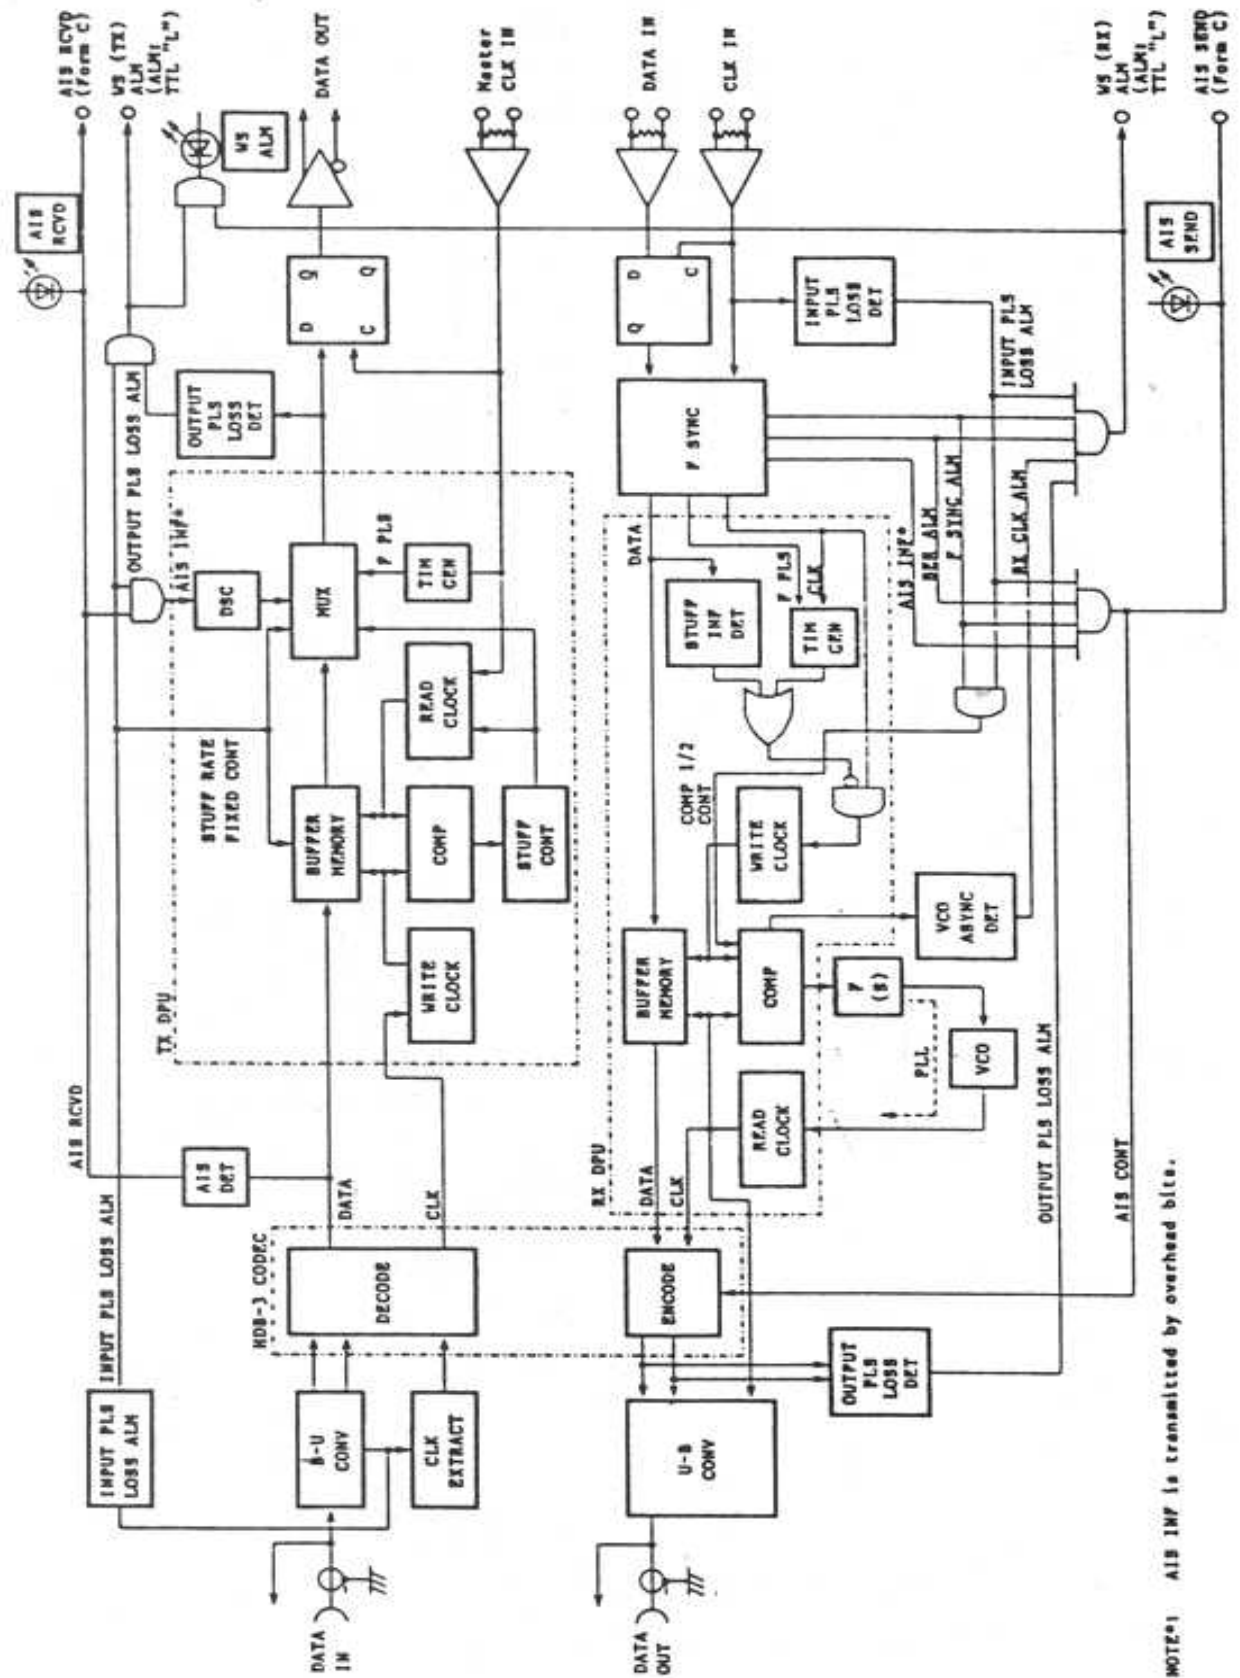 AIS RCVD
(Form C)
WS (TX)
ALM
(ALM:
TTL "L")
AIS
RCVD
WS
ALM
DATA OUT
Master
CLK IN
AIS RCVD
INPUT PLS
LOSS ALM
INPUT PLS LOSS ALM
OUTPUT PLS LOSS ALM
AIS INF*
OUTPUT
PLS
LOSS
DET
D
Q
C
Q
TX DPU
STUFF RATE
FIXED CONT
DSC
MUX
F PLS
TIM
GEN
BUFFER
MEMORY
READ
CLOCK
COMP
STUFF
CONT
WRITE
CLOCK
AIS
DET
DATA
CLK
HDB-3 CODEC
DECODE
B-U
CONV
CLK
EXTRACT
DATA
IN
DATA IN
CLK IN
Q
D
C
INPUT
PLS
LOSS
DET
F SYNC
INPUT PLS
LOSS ALM
DATA
STUFF
INF
DET
F PLS
CLK
TIM
GEN
AIS INF*
BER ALM
F SYNC ALM
RX CLK ALM
COMP 1/2
CONT
WRITE
CLOCK
BUFFER
MEMORY
COMP
VCO
ASYNC
DET
F
(S)
VCO
PLL
READ
CLOCK
RX DPU
DATA
CLK
ENCODE
OUTPUT
PLS
LOSS
DET
U-B
CONV
DATA
OUT
OUTPUT PLS LOSS ALM
AIS CONT
AIS
SEND
WS (RX)
ALM
(ALM:
TTL "L")
AIS SEND
(Form C)
NOTE*: AIS INF is transmitted by overhead bits.